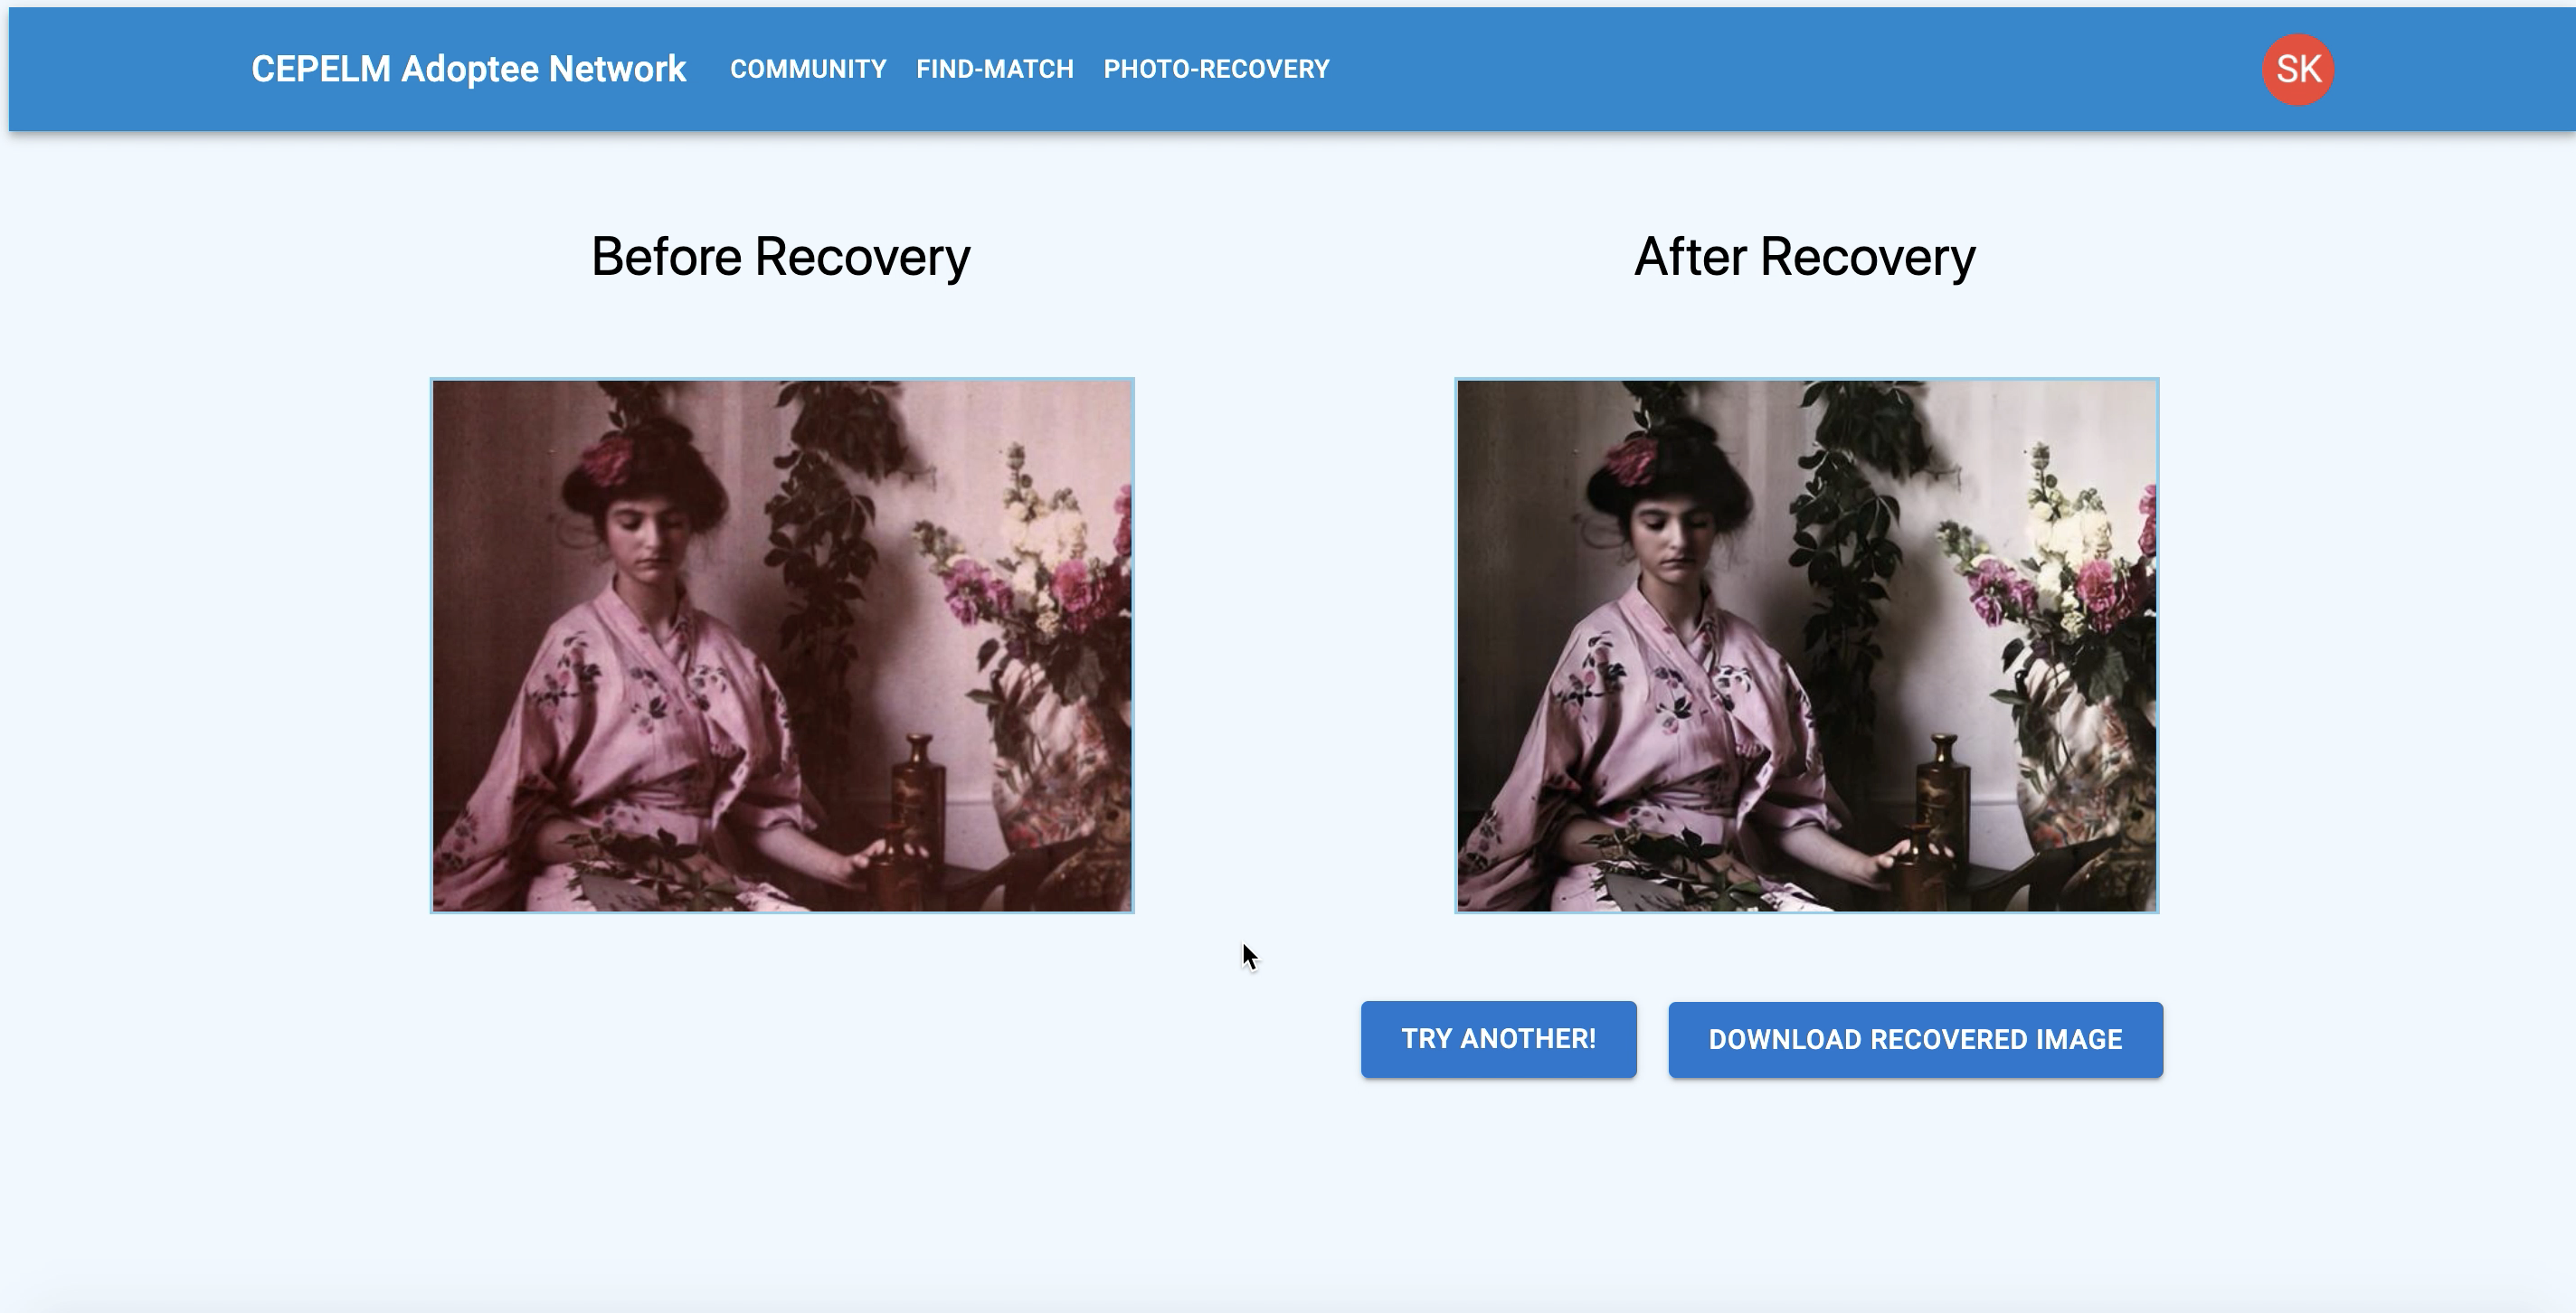 CEPELM Adoptee Network COMMUNITY FIND-MATCH PHOTO-RECOVERY SK
Before Recovery After Recovery
TRY ANOTHER! DOWNLOAD RECOVERED IMAGE